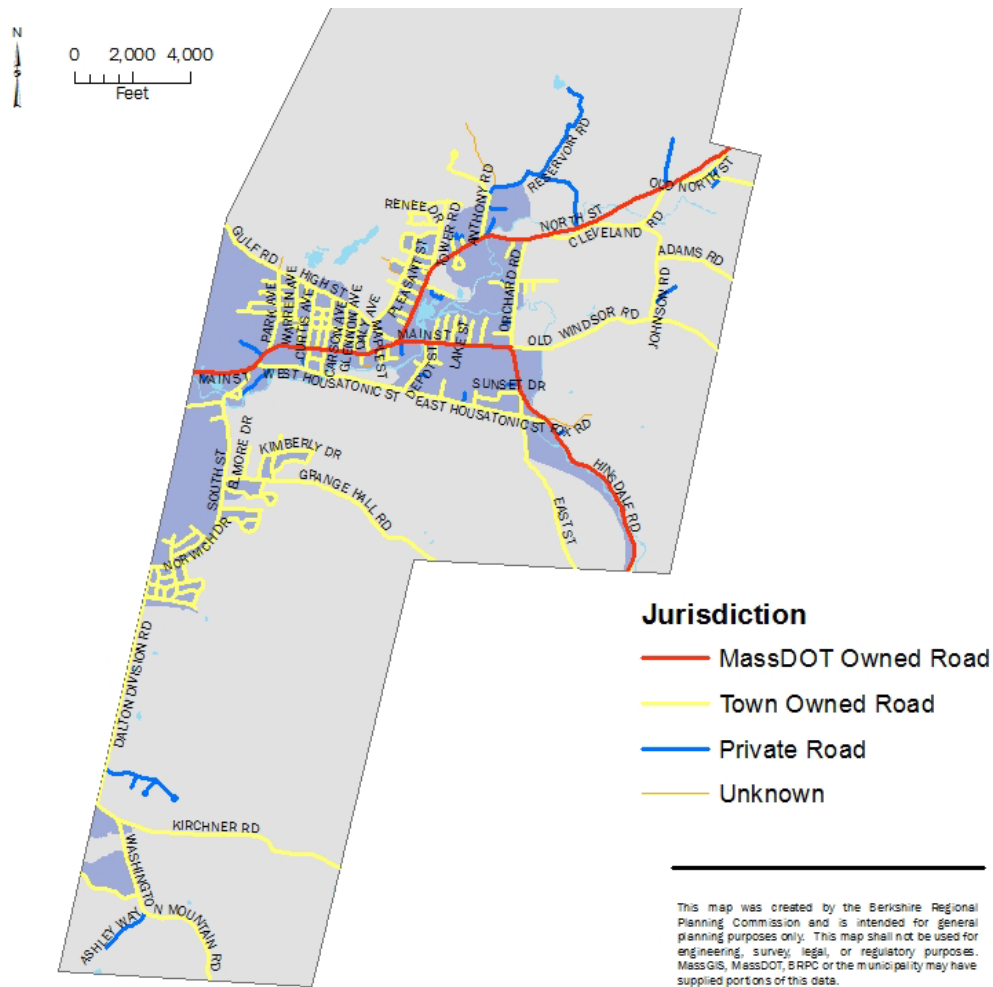 N
S
0 2,000 4,000
Feet
RESERVOIR RD
OLD NORTH ST
ANTHONY RD
RENEE DR
TOWER RD
NORTH ST
CLEVELAND RD
GULF RD
HIGH ST
PLEASANT ST
ADAMS RD
ORCHARD RD
JOHNSON RD
PARK AVE
WARREN AVE
CURTIS AVE
CARSON AVE
GLENNON AVE
DALY AVE
MAPLE ST
MAIN ST
LAKE ST
OLD WINDSOR RD
MAIN ST
WEST HOUSATONIC ST
DEPOT ST
SUNSET DR
EAST HOUSATONIC ST
FOX RD
SOUTH ST
ELMORE DR
KIMBERLY DR
GRANGE HALL RD
HINSDALE RD
EAST ST
NORWICH DR
DALTON DIVISION RD
KIRCHNER RD
WASHINGTON MOUNTAIN RD
ASHLEY WAY
Jurisdiction
MassDOT Owned Road
Town Owned Road
Private Road
Unknown
This map was created by the Berkshire Regional
Planning Commission and is intended for general
planning purposes only. This map shall not be used for
engineering, survey, legal, or regulatory purposes.
MassGIS, MassDOT, BRPC or the municipality may have
supplied portions of this data.